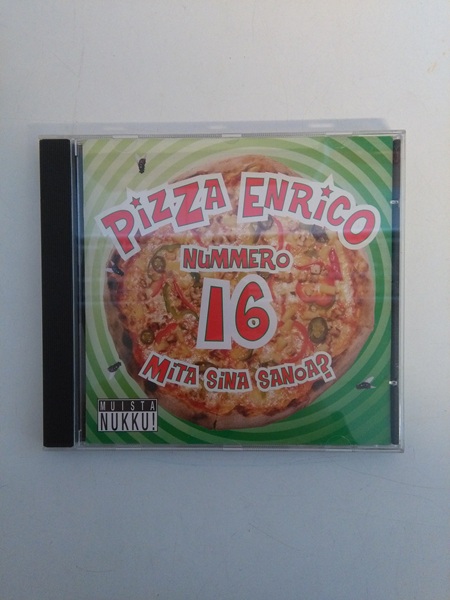 PIZZA ENRICO
NUMMERO
16
MITA SINA SANOA?
MUISTA
NUKKU!